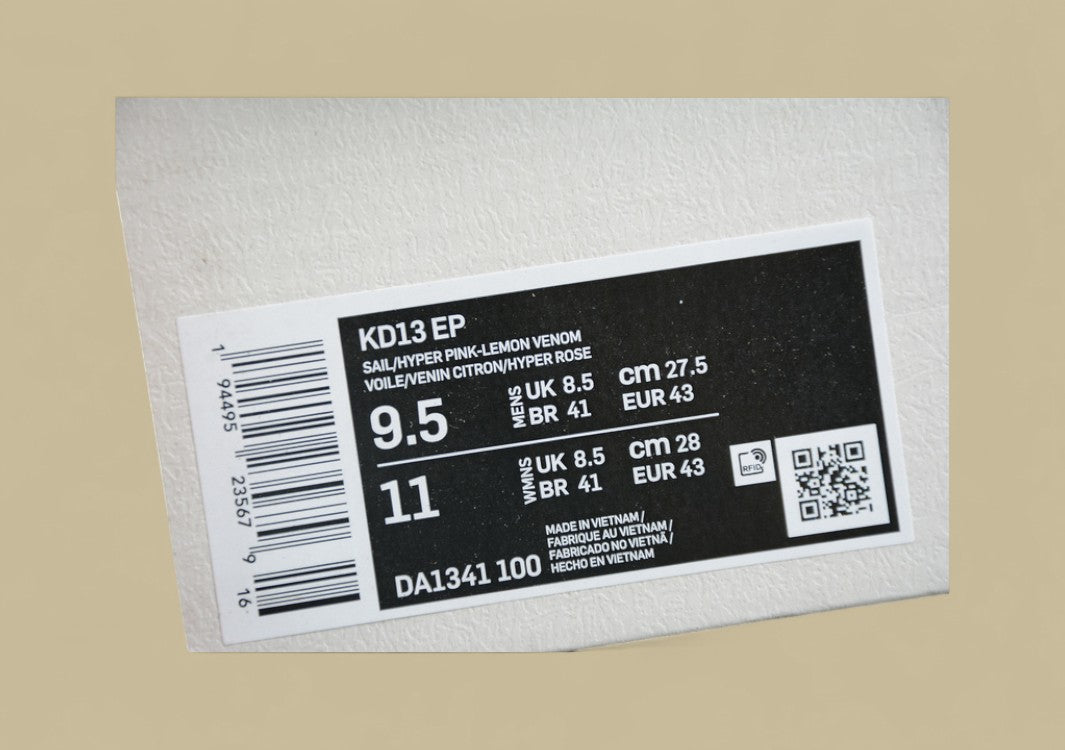 KD13 EP
SAIL/HYPER PINK-LEMON VENOM
VOILE/VENIN CITRON/HYPER ROSE
9.5 MENS UK 8.5 cm 27.5
BR 41 EUR 43
11 WMNS UK 8.5 cm 28
BR 41 EUR 43
RFID
MADE IN VIETNAM/
FABRIQUE AU VIETNAM/
FABRICADO NO VIETNÃ/
HECHO EN VIETNAM
DA1341 100
1 94495 23567 9 16